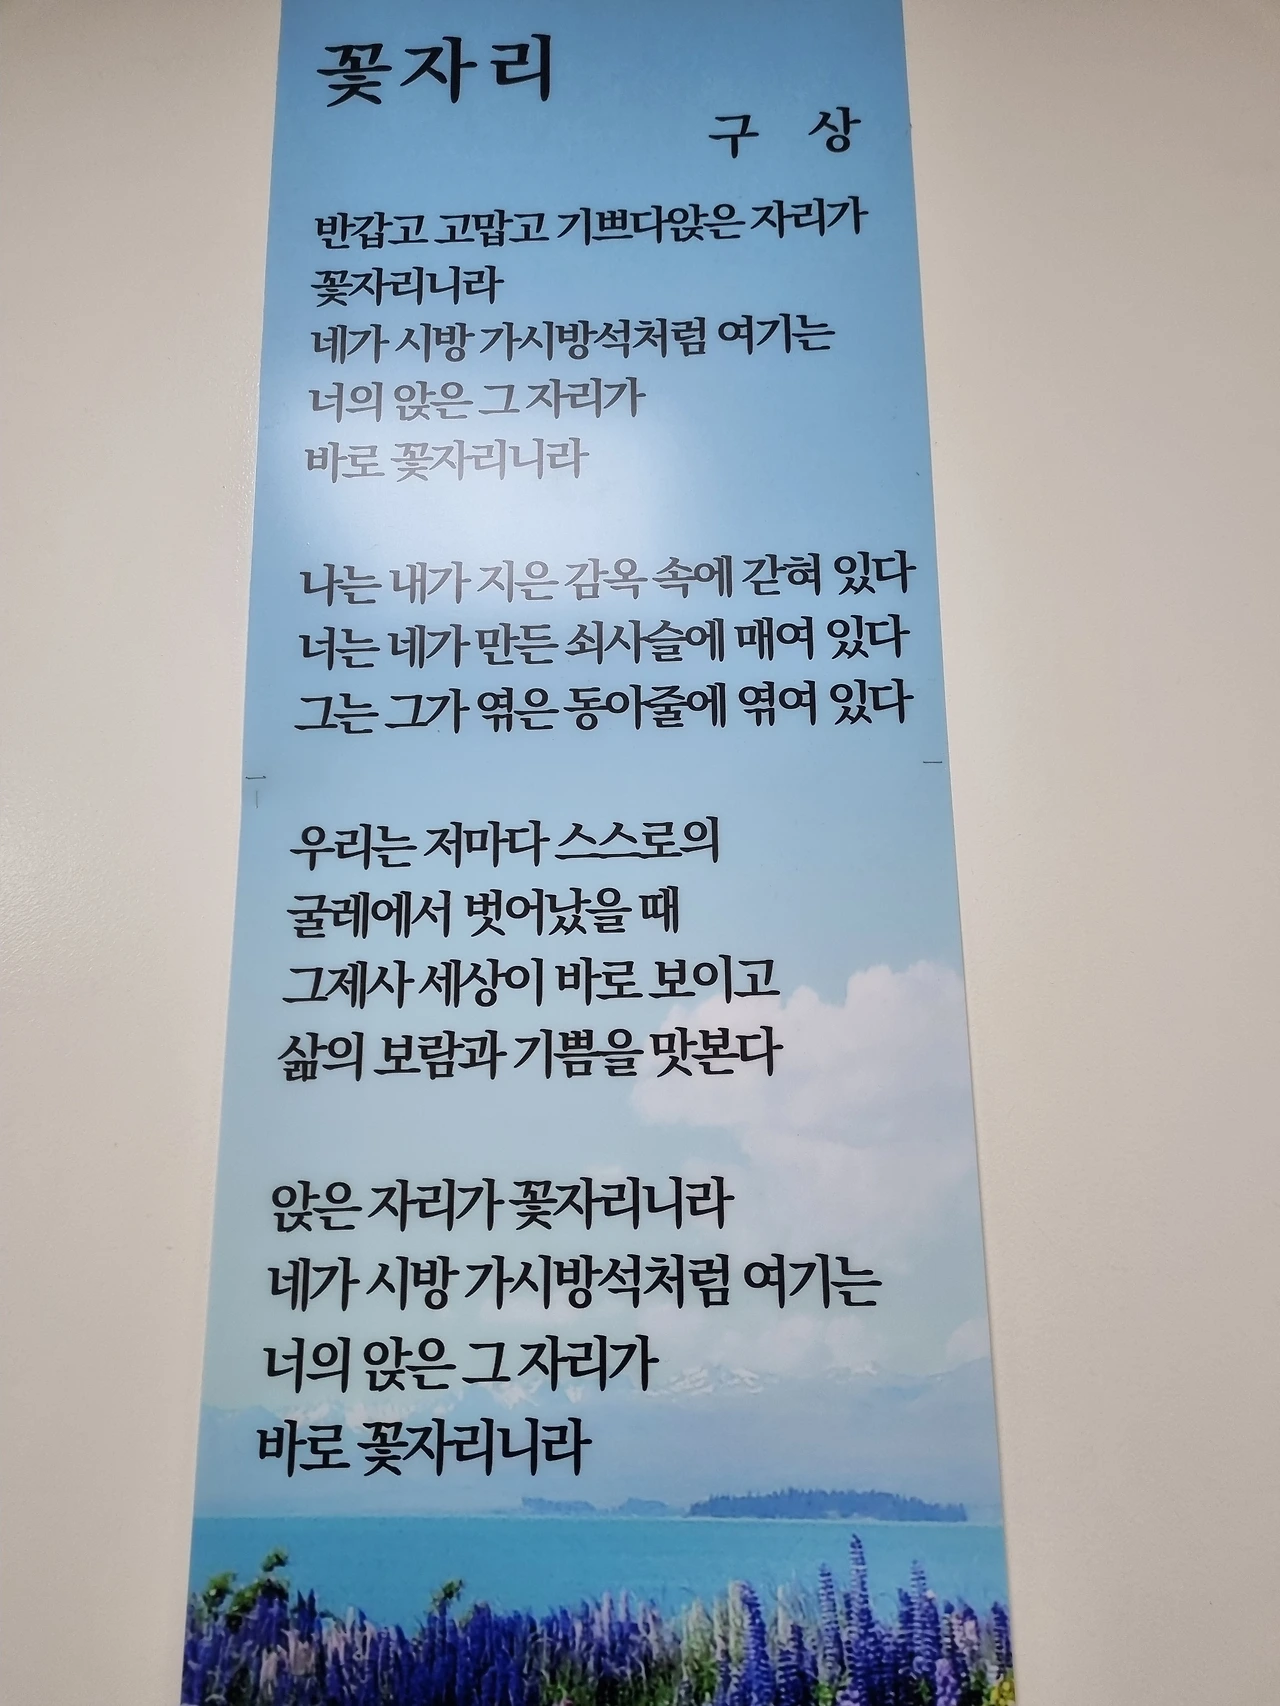 꽃자리
구 상
반갑고 고맙고 기쁘다앉은 자리가
꽃자리니라
네가 시방 가시방석처럼 여기는
너의 앉은 그 자리가
바로 꽃자리니라
나는 내가 지은 감옥 속에 갇혀 있다
너는 네가 만든 쇠사슬에 매여 있다
그는 그가 엮은 동아줄에 엮여 있다
우리는 저마다 스스로의
굴레에서 벗어났을 때
그제사 세상이 바로 보이고
삶의 보람과 기쁨을 맛본다
앉은 자리가 꽃자리니라
네가 시방 가시방석처럼 여기는
너의 앉은 그 자리가
바로 꽃자리니라